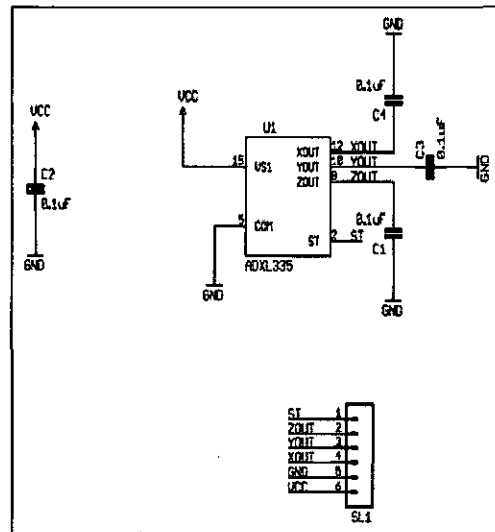 GND
0.1uF
C4
VCC
C2
0.1uF
GND
VCC
U1
15
VS1
5
COM
XOUT
YOUT
ZOUT
ST
12 XOUT
10 YOUT
8 ZOUT
2 ST
ADXL335
GND
C3
0.1uF
GND
0.1uF
C1
GND
ST 1
ZOUT 2
YOUT 3
XOUT 4
GND 5
VCC 6
SL1